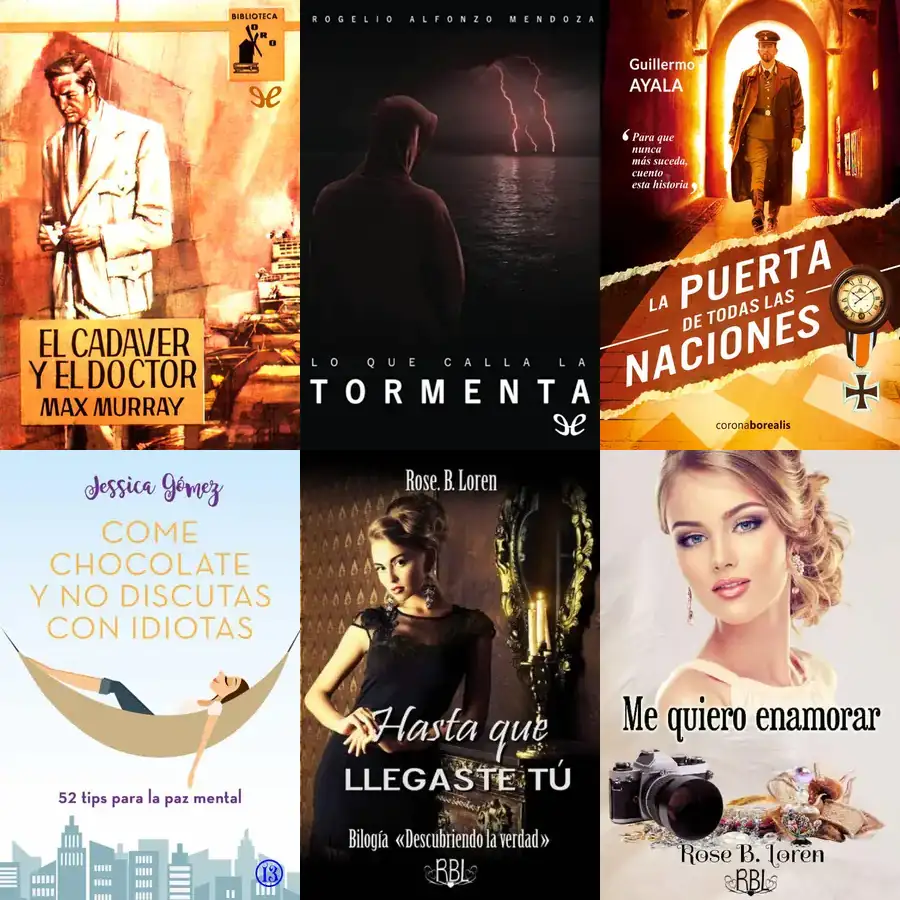 BIBLIOTECA
ORO
EL CADAVER
Y EL DOCTOR
MAX MURRAY
ROGELIO ALFONZO MENDOZA
LO QUE CALLA LA
TORMENTA
Guillermo
AYALA
‘Para que
nunca
más suceda,
cuento
esta historia’
LA PUERTA
DE TODAS LAS
NACIONES
coronaborealis
Jessica Gómez
COME
CHOCOLATE
Y NO DISCUTAS
CON IDIOTAS
52 tips para la paz mental
13
Rose. B. Loren
Hasta que
LLEGASTE TÚ
Bilogía «Descubriendo la verdad»
RBL
Me quiero enamorar
Rose B. Loren
RBL